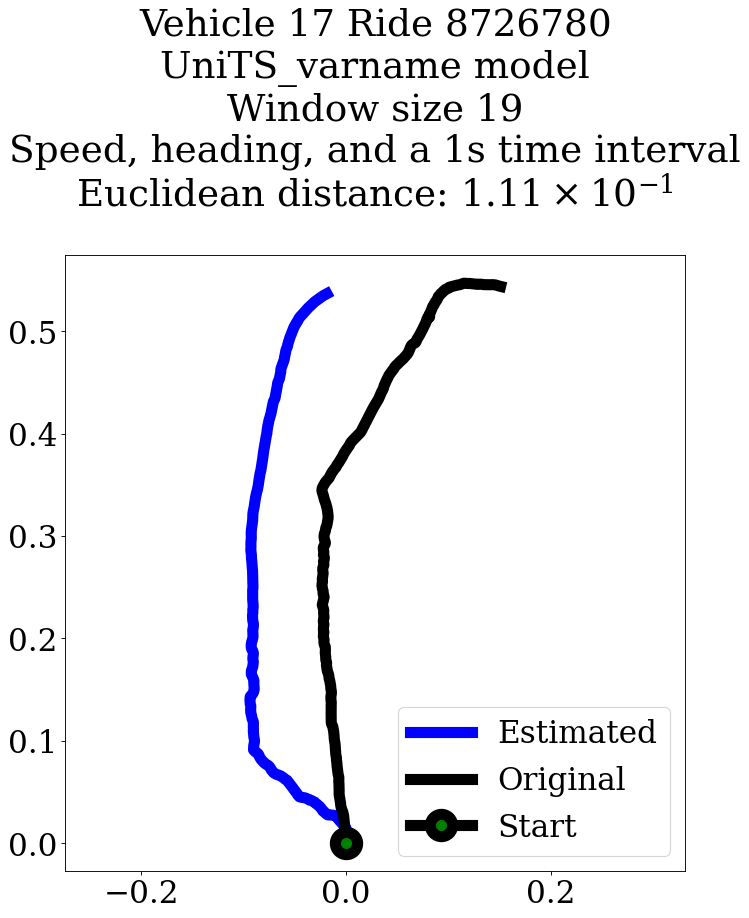 Vehicle 17 Ride 8726780
UniTS_varname model
Window size 19
Speed, heading, and a 1s time interval
Euclidean distance: 1.11 × 10⁻¹
0.5
0.4
0.3
0.2
0.1
0.0
Estimated
Original
Start
−0.2
0.0
0.2